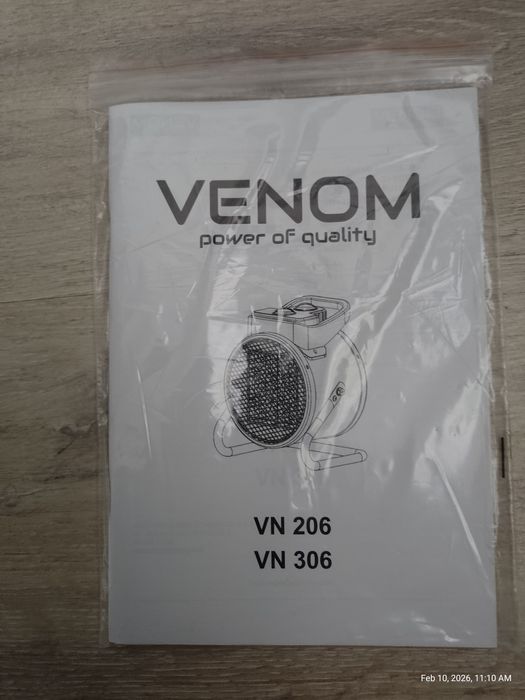 VENOM
power of quality
VN 206
VN 306
Feb 10, 2026, 11:10 AM